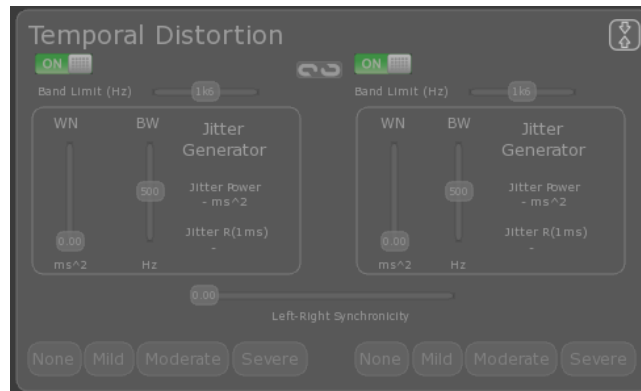 Temporal Distortion
ON ON
Band Limit (Hz) 1k6 Band Limit (Hz) 1k6
WN BW Jitter Generator WN BW Jitter Generator
500 Jitter Power 500 Jitter Power
- ms^2 - ms^2
0.00 Jitter R(1ms) 0.00 Jitter R(1ms)
- -
ms^2 Hz ms^2 Hz
0.00
Left-Right Synchronicity
None Mild Moderate Severe None Mild Moderate Severe